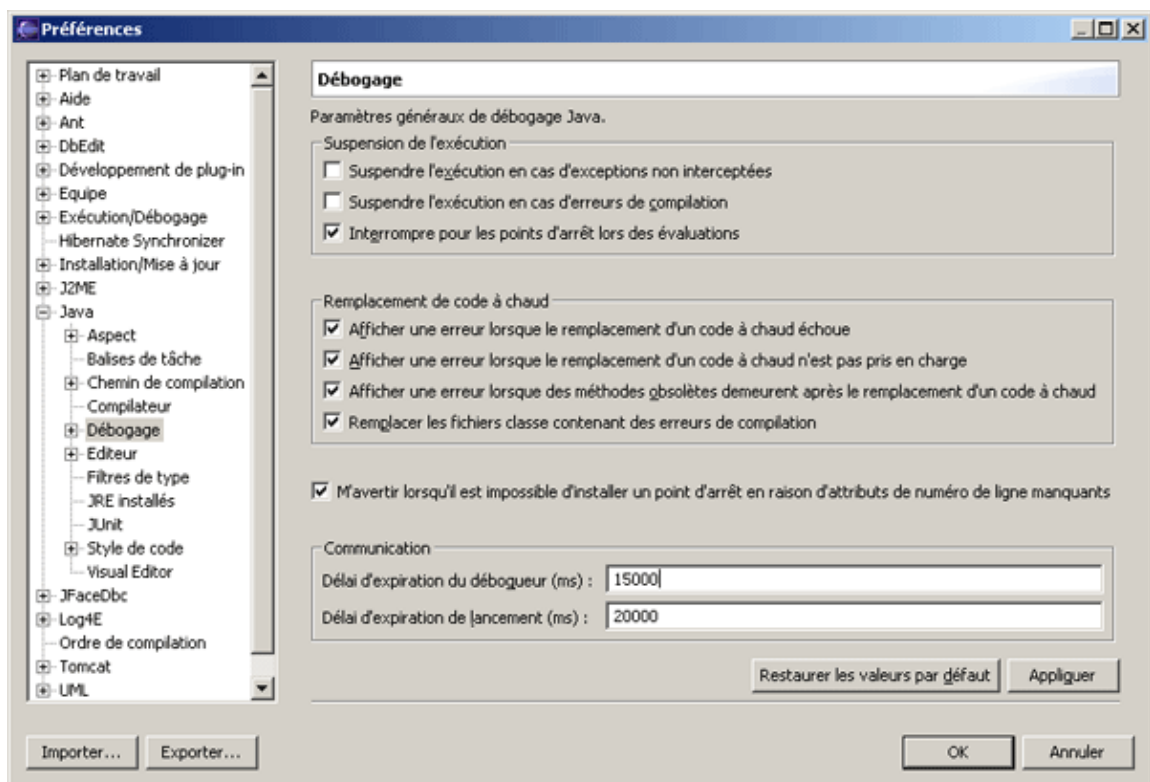 Préférences
Plan de travail
Aide
Ant
DbEdit
Développement de plug-in
Equipe
Exécution/Débogage
Hibernate Synchronizer
Installation/Mise à jour
J2ME
Java
Aspect
Balises de tâche
Chemin de compilation
Compilateur
Débogage
Editeur
Filtres de type
JRE installés
JUnit
Style de code
Visual Editor
JFaceDbc
Log4E
Ordre de compilation
Tomcat
UML
Débogage
Paramètres généraux de débogage Java.
Suspension de l'exécution
Suspendre l'exécution en cas d'exceptions non interceptées
Suspendre l'exécution en cas d'erreurs de compilation
Interrompre pour les points d'arrêt lors des évaluations
Remplacement de code à chaud
Afficher une erreur lorsque le remplacement d'un code à chaud échoue
Afficher une erreur lorsque le remplacement d'un code à chaud n'est pas pris en charge
Afficher une erreur lorsque des méthodes obsolètes demeurent après le remplacement d'un code à chaud
Remplacer les fichiers classe contenant des erreurs de compilation
M'avertir lorsqu'il est impossible d'installer un point d'arrêt en raison d'attributs de numéro de ligne manquants
Communication
Délai d'expiration du débogueur (ms) : 15000
Délai d'expiration de lancement (ms) : 20000
Restaurer les valeurs par défaut Appliquer
Importer... Exporter... OK Annuler